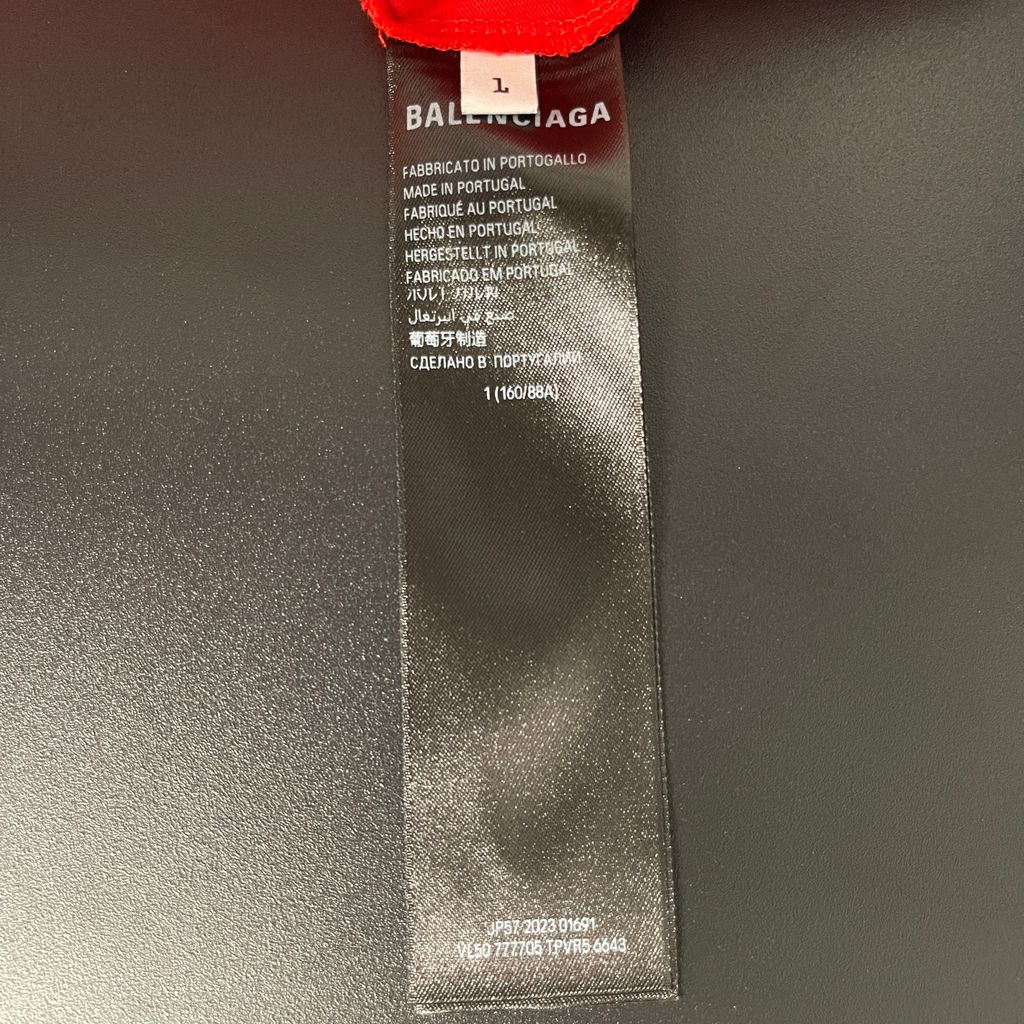 1
BALENCIAGA
FABBRICATO IN PORTOGALLO
MADE IN PORTUGAL
FABRIQUÉ AU PORTUGAL
HECHO EN PORTUGAL
HERGESTELLT IN PORTUGAL
FABRICADO EM PORTUGAL
صنع في
葡萄牙制造
СДЕЛАНО В ПОРТУГАЛИИ
1 (160/88A)
JP57 2023 01691
VL50 777705 TPVR5 6643